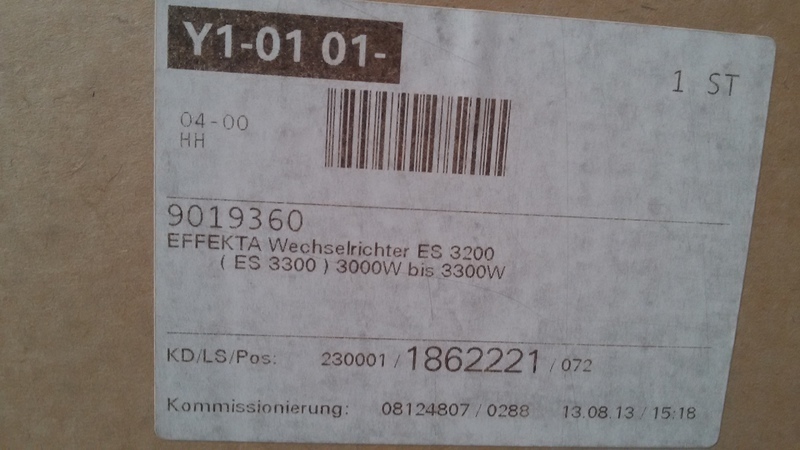 Y1-01 01-
1 ST
04-00
HH
9019360
EFFEKTA Wechselrichter ES 3200
( ES 3300 ) 3000W bis 3300W
KD/LS/Pos: 230001 / 1862221 / 072
Kommissionierung: 08124807 / 0288 13.08.13 / 15:18